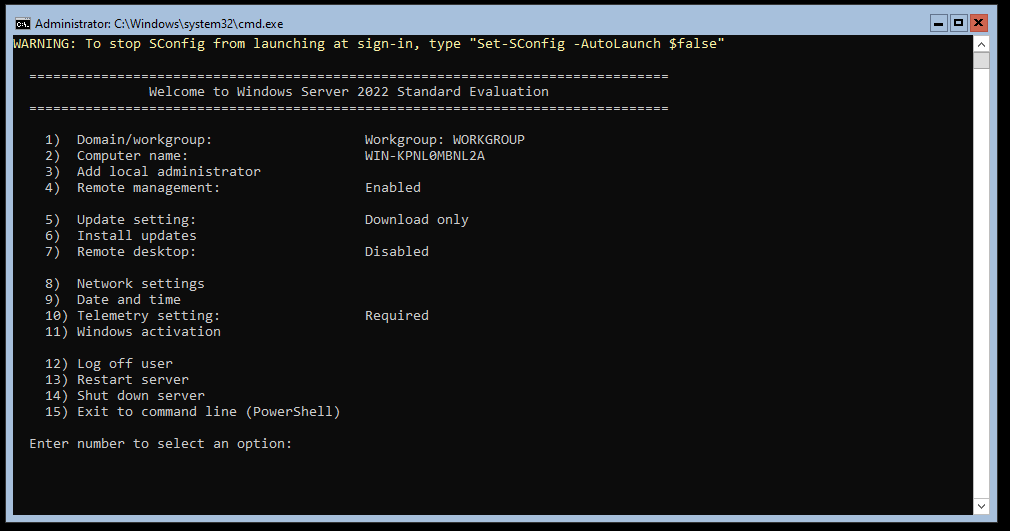 Administrator: C:\Windows\system32\cmd.exe
WARNING: To stop SConfig from launching at sign-in, type "Set-SConfig -AutoLaunch $false"
================================================================================
Welcome to Windows Server 2022 Standard Evaluation
================================================================================
1) Domain/workgroup: Workgroup: WORKGROUP
2) Computer name: WIN-KPNL0MBNL2A
3) Add local administrator
4) Remote management: Enabled
5) Update setting: Download only
6) Install updates
7) Remote desktop: Disabled
8) Network settings
9) Date and time
10) Telemetry setting: Required
11) Windows activation
12) Log off user
13) Restart server
14) Shut down server
15) Exit to command line (PowerShell)
Enter number to select an option: